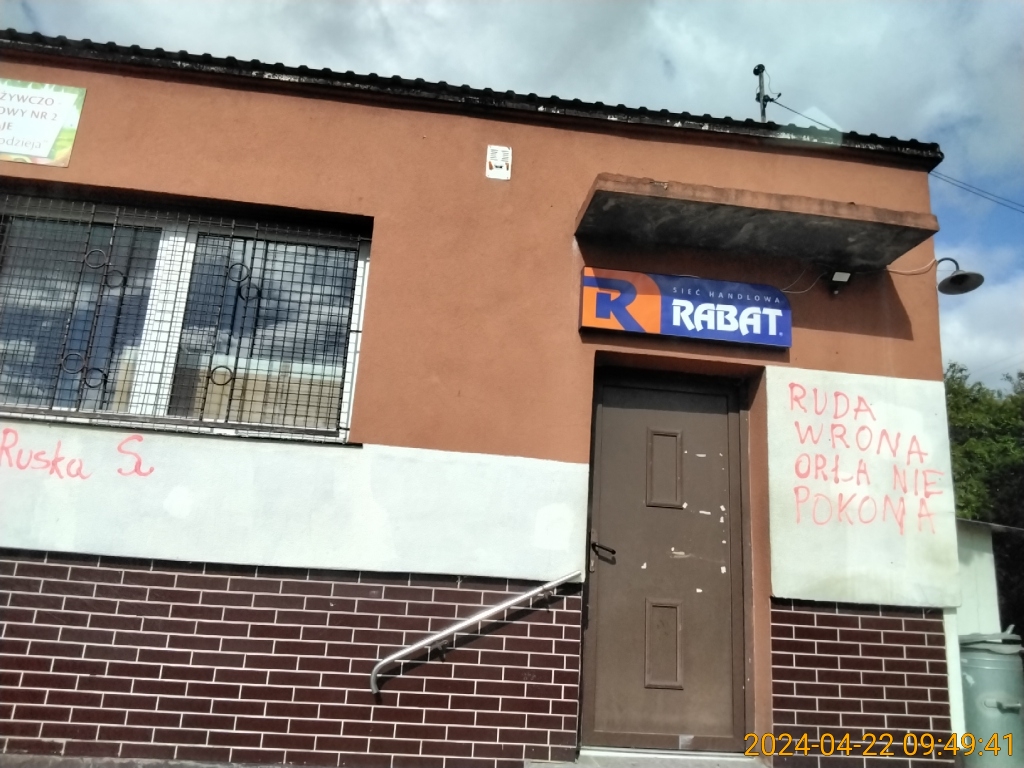 ŻYWCZO
OWY NR 2
JE
odzieja"
SIEĆ HANDLOWA
RABAT
RUDA
WRONA
ORŁA NIE
POKONA
Ruska
2024-04-22 09:49:41